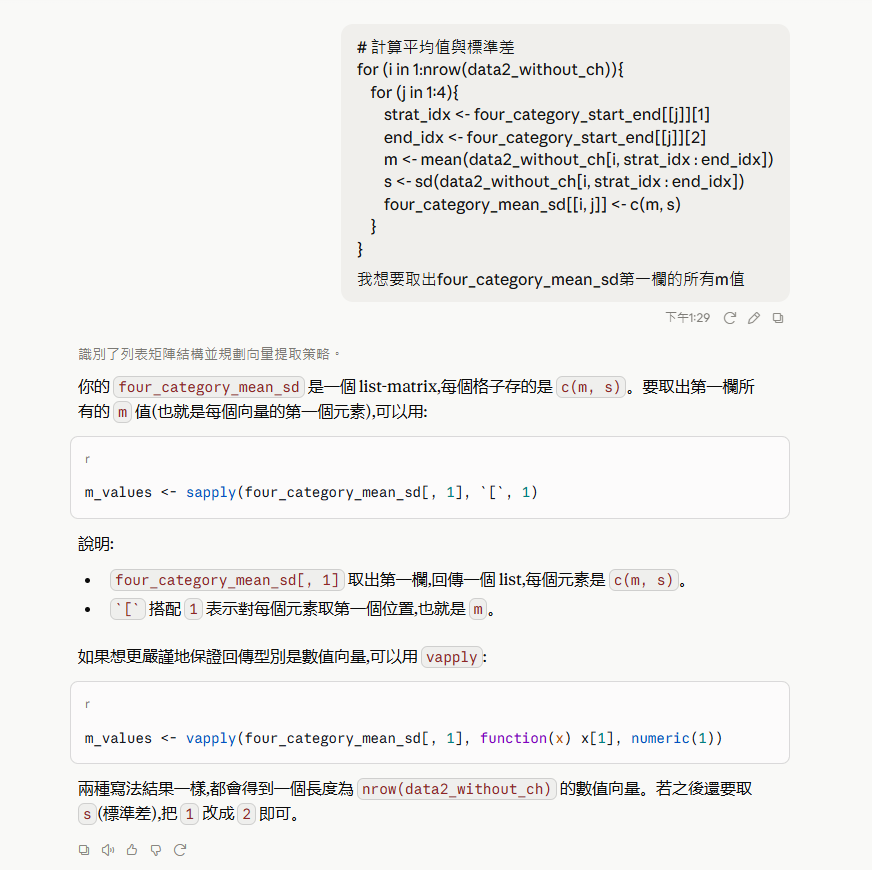 # 計算平均值與標準差
for (i in 1:nrow(data2_without_ch)){
for (j in 1:4){
strat_idx <- four_category_start_end[[j]][1]
end_idx <- four_category_start_end[[j]][2]
m <- mean(data2_without_ch[i, strat_idx : end_idx])
s <- sd(data2_without_ch[i, strat_idx : end_idx])
four_category_mean_sd[[i, j]] <- c(m, s)
}
}
我想要取出four_category_mean_sd第一欄的所有m值
下午1:29
識別了列表矩陣結構並規劃向量提取策略。
你的 four_category_mean_sd 是一個 list-matrix,每個格子存的是 c(m, s)。要取出第一欄所
有的 m 值(也就是每個向量的第一個元素),可以用:
r
m_values <- sapply(four_category_mean_sd[, 1], `[`, 1)
說明:
• four_category_mean_sd[, 1] 取出第一欄,回傳一個 list,每個元素是 c(m, s)。
• `[` 搭配 1 表示對每個元素取第一個位置,也就是 m。
如果想更嚴謹地保證回傳型別是數值向量,可以用 vapply:
r
m_values <- vapply(four_category_mean_sd[, 1], function(x) x[1], numeric(1))
兩種寫法結果一樣,都會得到一個長度為 nrow(data2_without_ch) 的數值向量。若之後還要取
s (標準差),把 1 改成 2 即可。